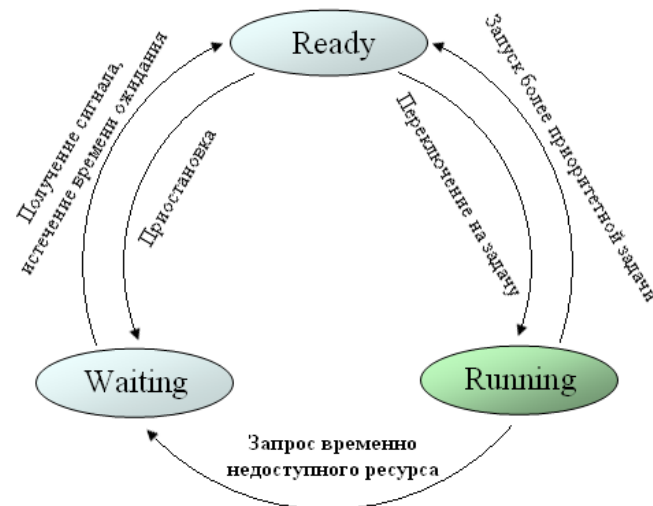 Ready
Получение сигнала,
истечение времени ожидания
Приостановка
Переключение на задачу
Запуск более приоритетной задачи
Waiting
Running
Запрос временно
недоступного ресурса